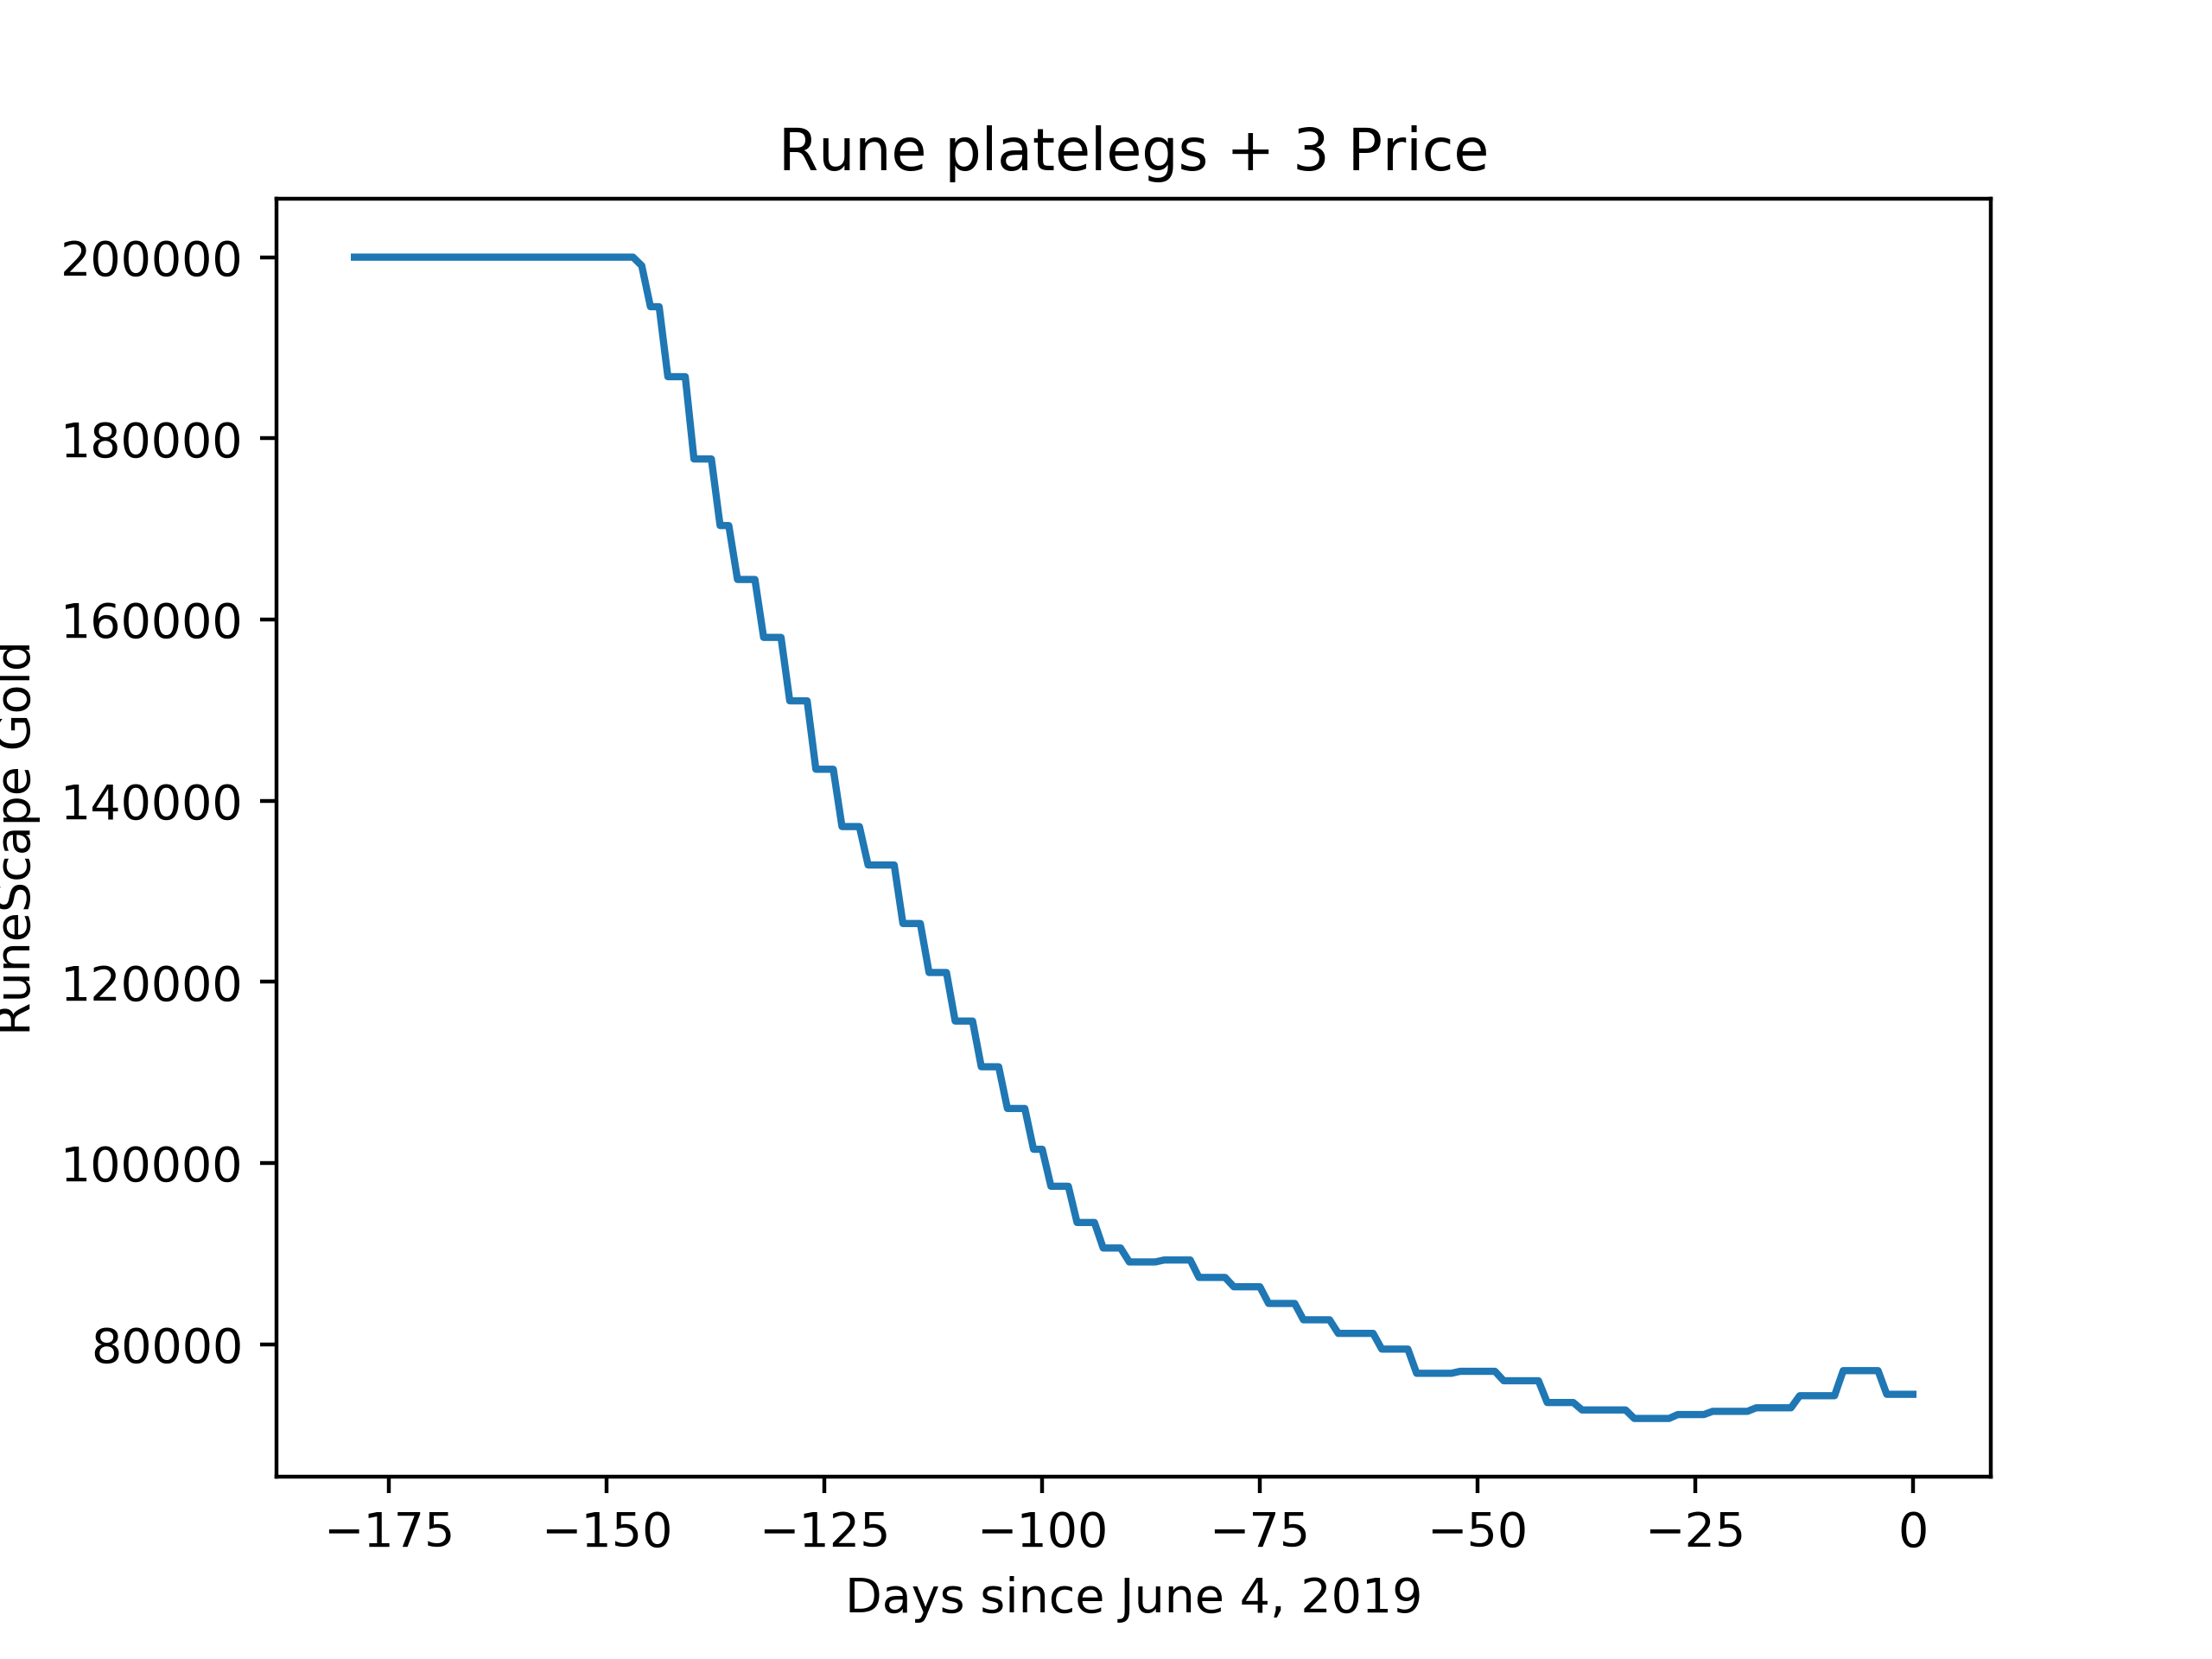 Rune platelegs + 3 Price
200000
180000
160000
140000
120000
100000
80000
RuneScape Gold
−175 −150 −125 −100 −75 −50 −25 0
Days since June 4, 2019